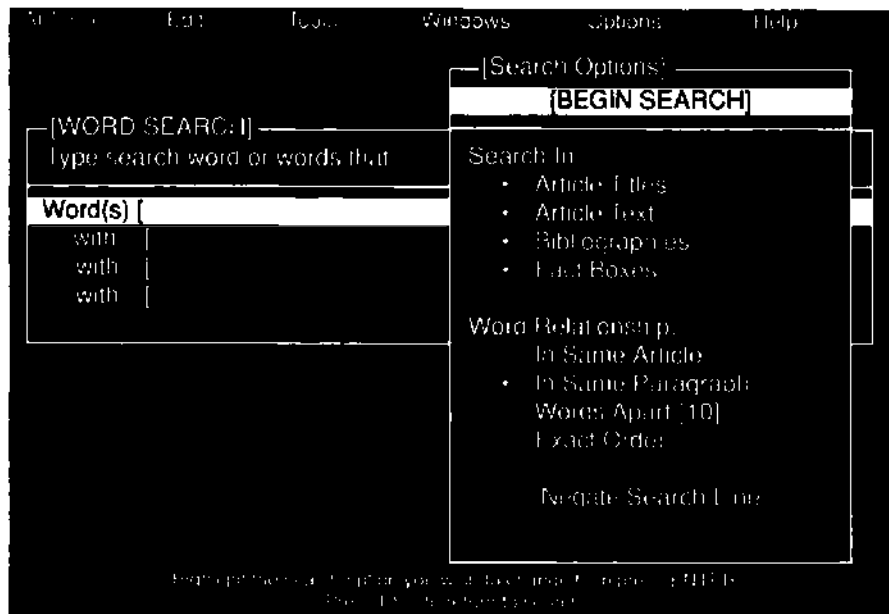 Edit Tools Windows Options Help
[Search Options]
[BEGIN SEARCH]
[WORD SEARCH]
Type search word or words that
Word(s) [
with [
with [
with [
Search In
• Article Titles
• Article Text
• Bibliographies
• Fact Boxes
Word Relationship:
In Same Article
• In Same Paragraph
Words Apart [10]
Exact Order
Negate Search Line